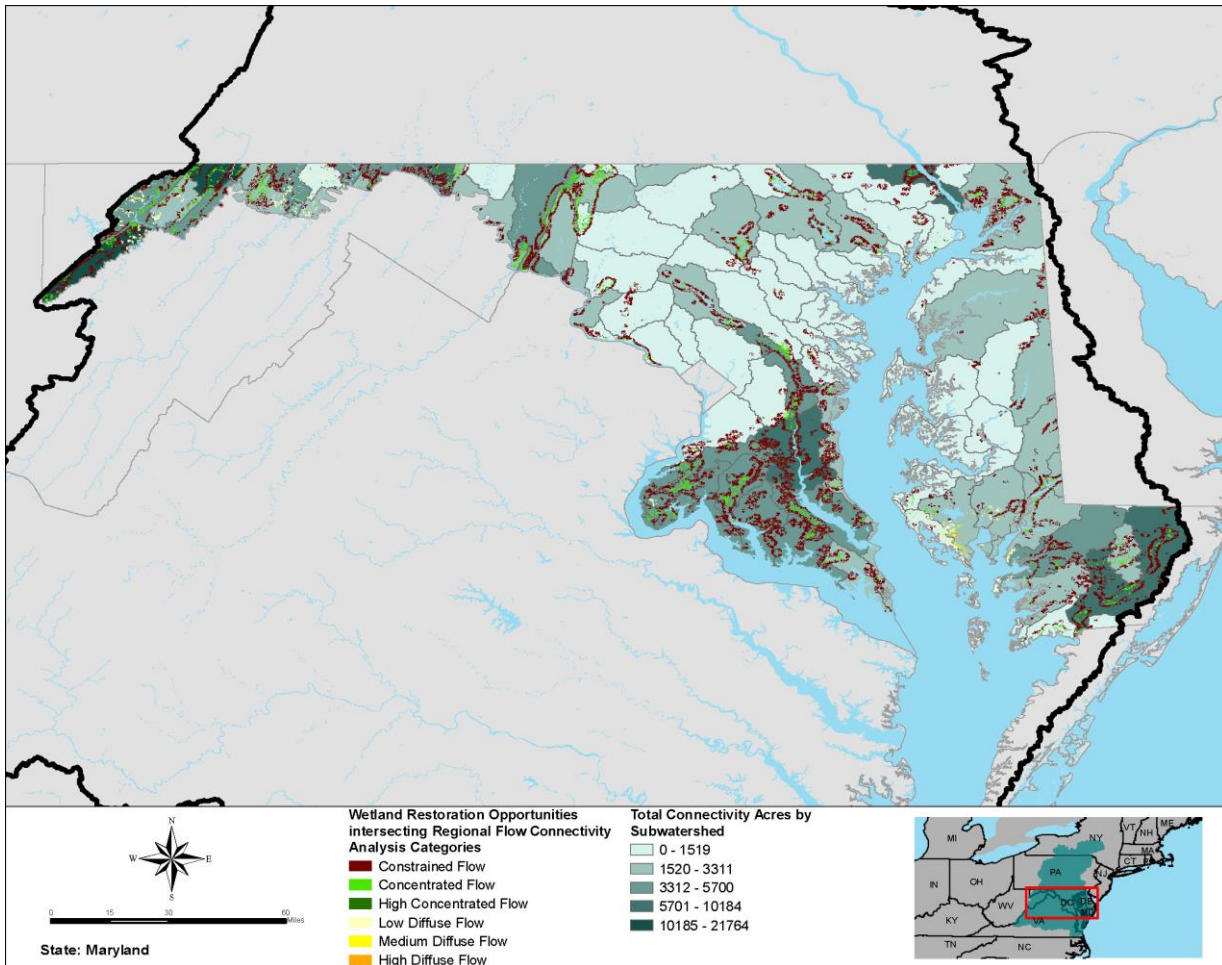 N
W E
S
0 15 30 60
Miles
State: Maryland
Wetland Restoration Opportunities
intersecting Regional Flow Connectivity
Analysis Categories
Constrained Flow
Concentrated Flow
High Concentrated Flow
Low Diffuse Flow
Medium Diffuse Flow
High Diffuse Flow
Total Connectivity Acres by
Subwatershed
0 - 1519
1520 - 3311
3312 - 5700
5701 - 10184
10185 - 21764
VT ME
MI NY NH
MA
CT
PA NJ
IN OH
DC DE
WV MD
KY VA
TN NC